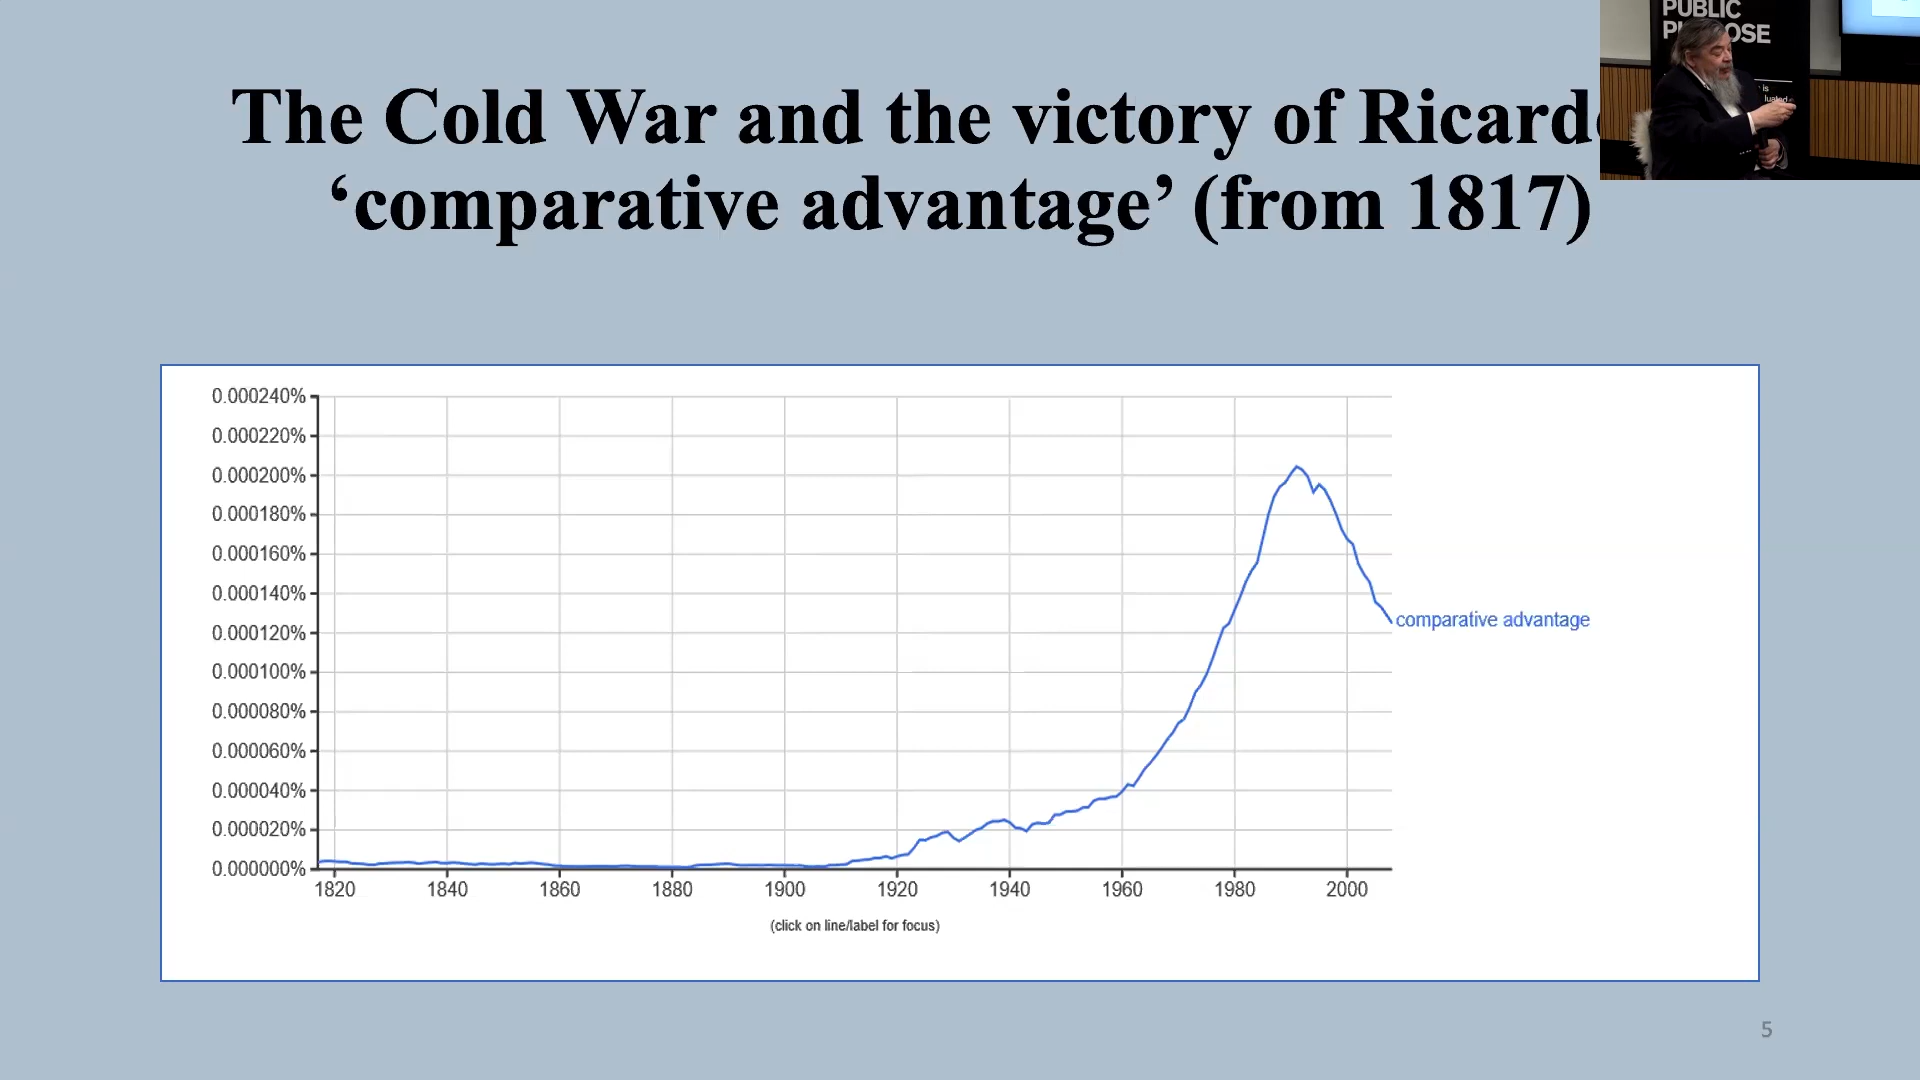 The Cold War and the victory of Ricardo
‘comparative advantage’ (from 1817)
PUBLIC
is
0.000240%
0.000220%
0.000200%
0.000180%
0.000160%
0.000140%
0.000120%
0.000100%
0.000080%
0.000060%
0.000040%
0.000020%
0.000000%
comparative advantage
1820 1840 1860 1880 1900 1920 1940 1960 1980 2000
(click on line/label for focus)
5